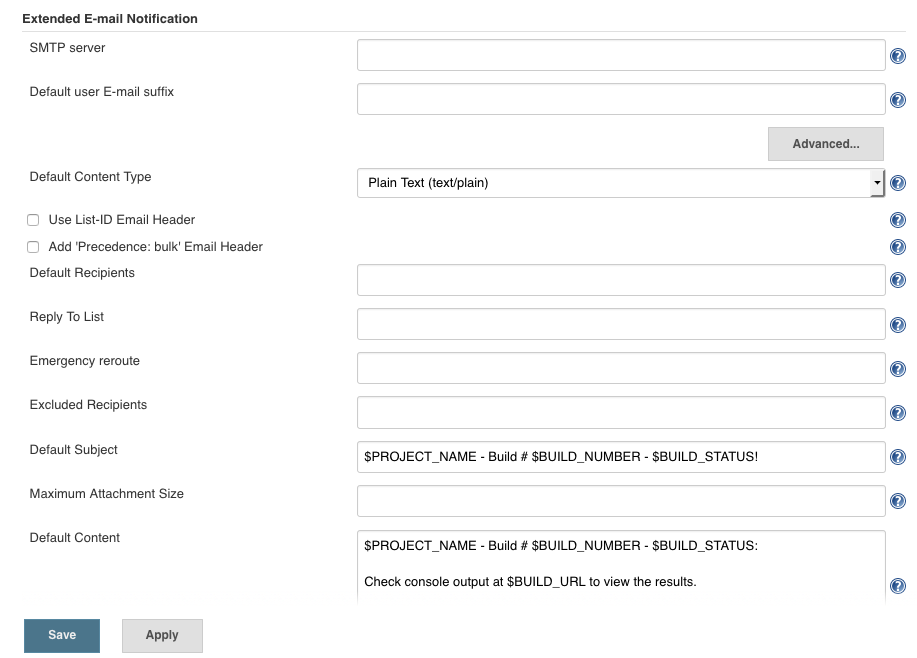 Extended E-mail Notification
SMTP server
Default user E-mail suffix
Advanced...
Default Content Type
Plain Text (text/plain)
Use List-ID Email Header
Add 'Precedence: bulk' Email Header
Default Recipients
Reply To List
Emergency reroute
Excluded Recipients
Default Subject
$PROJECT_NAME - Build # $BUILD_NUMBER - $BUILD_STATUS!
Maximum Attachment Size
Default Content
$PROJECT_NAME - Build # $BUILD_NUMBER - $BUILD_STATUS:
Check console output at $BUILD_URL to view the results.
Save
Apply